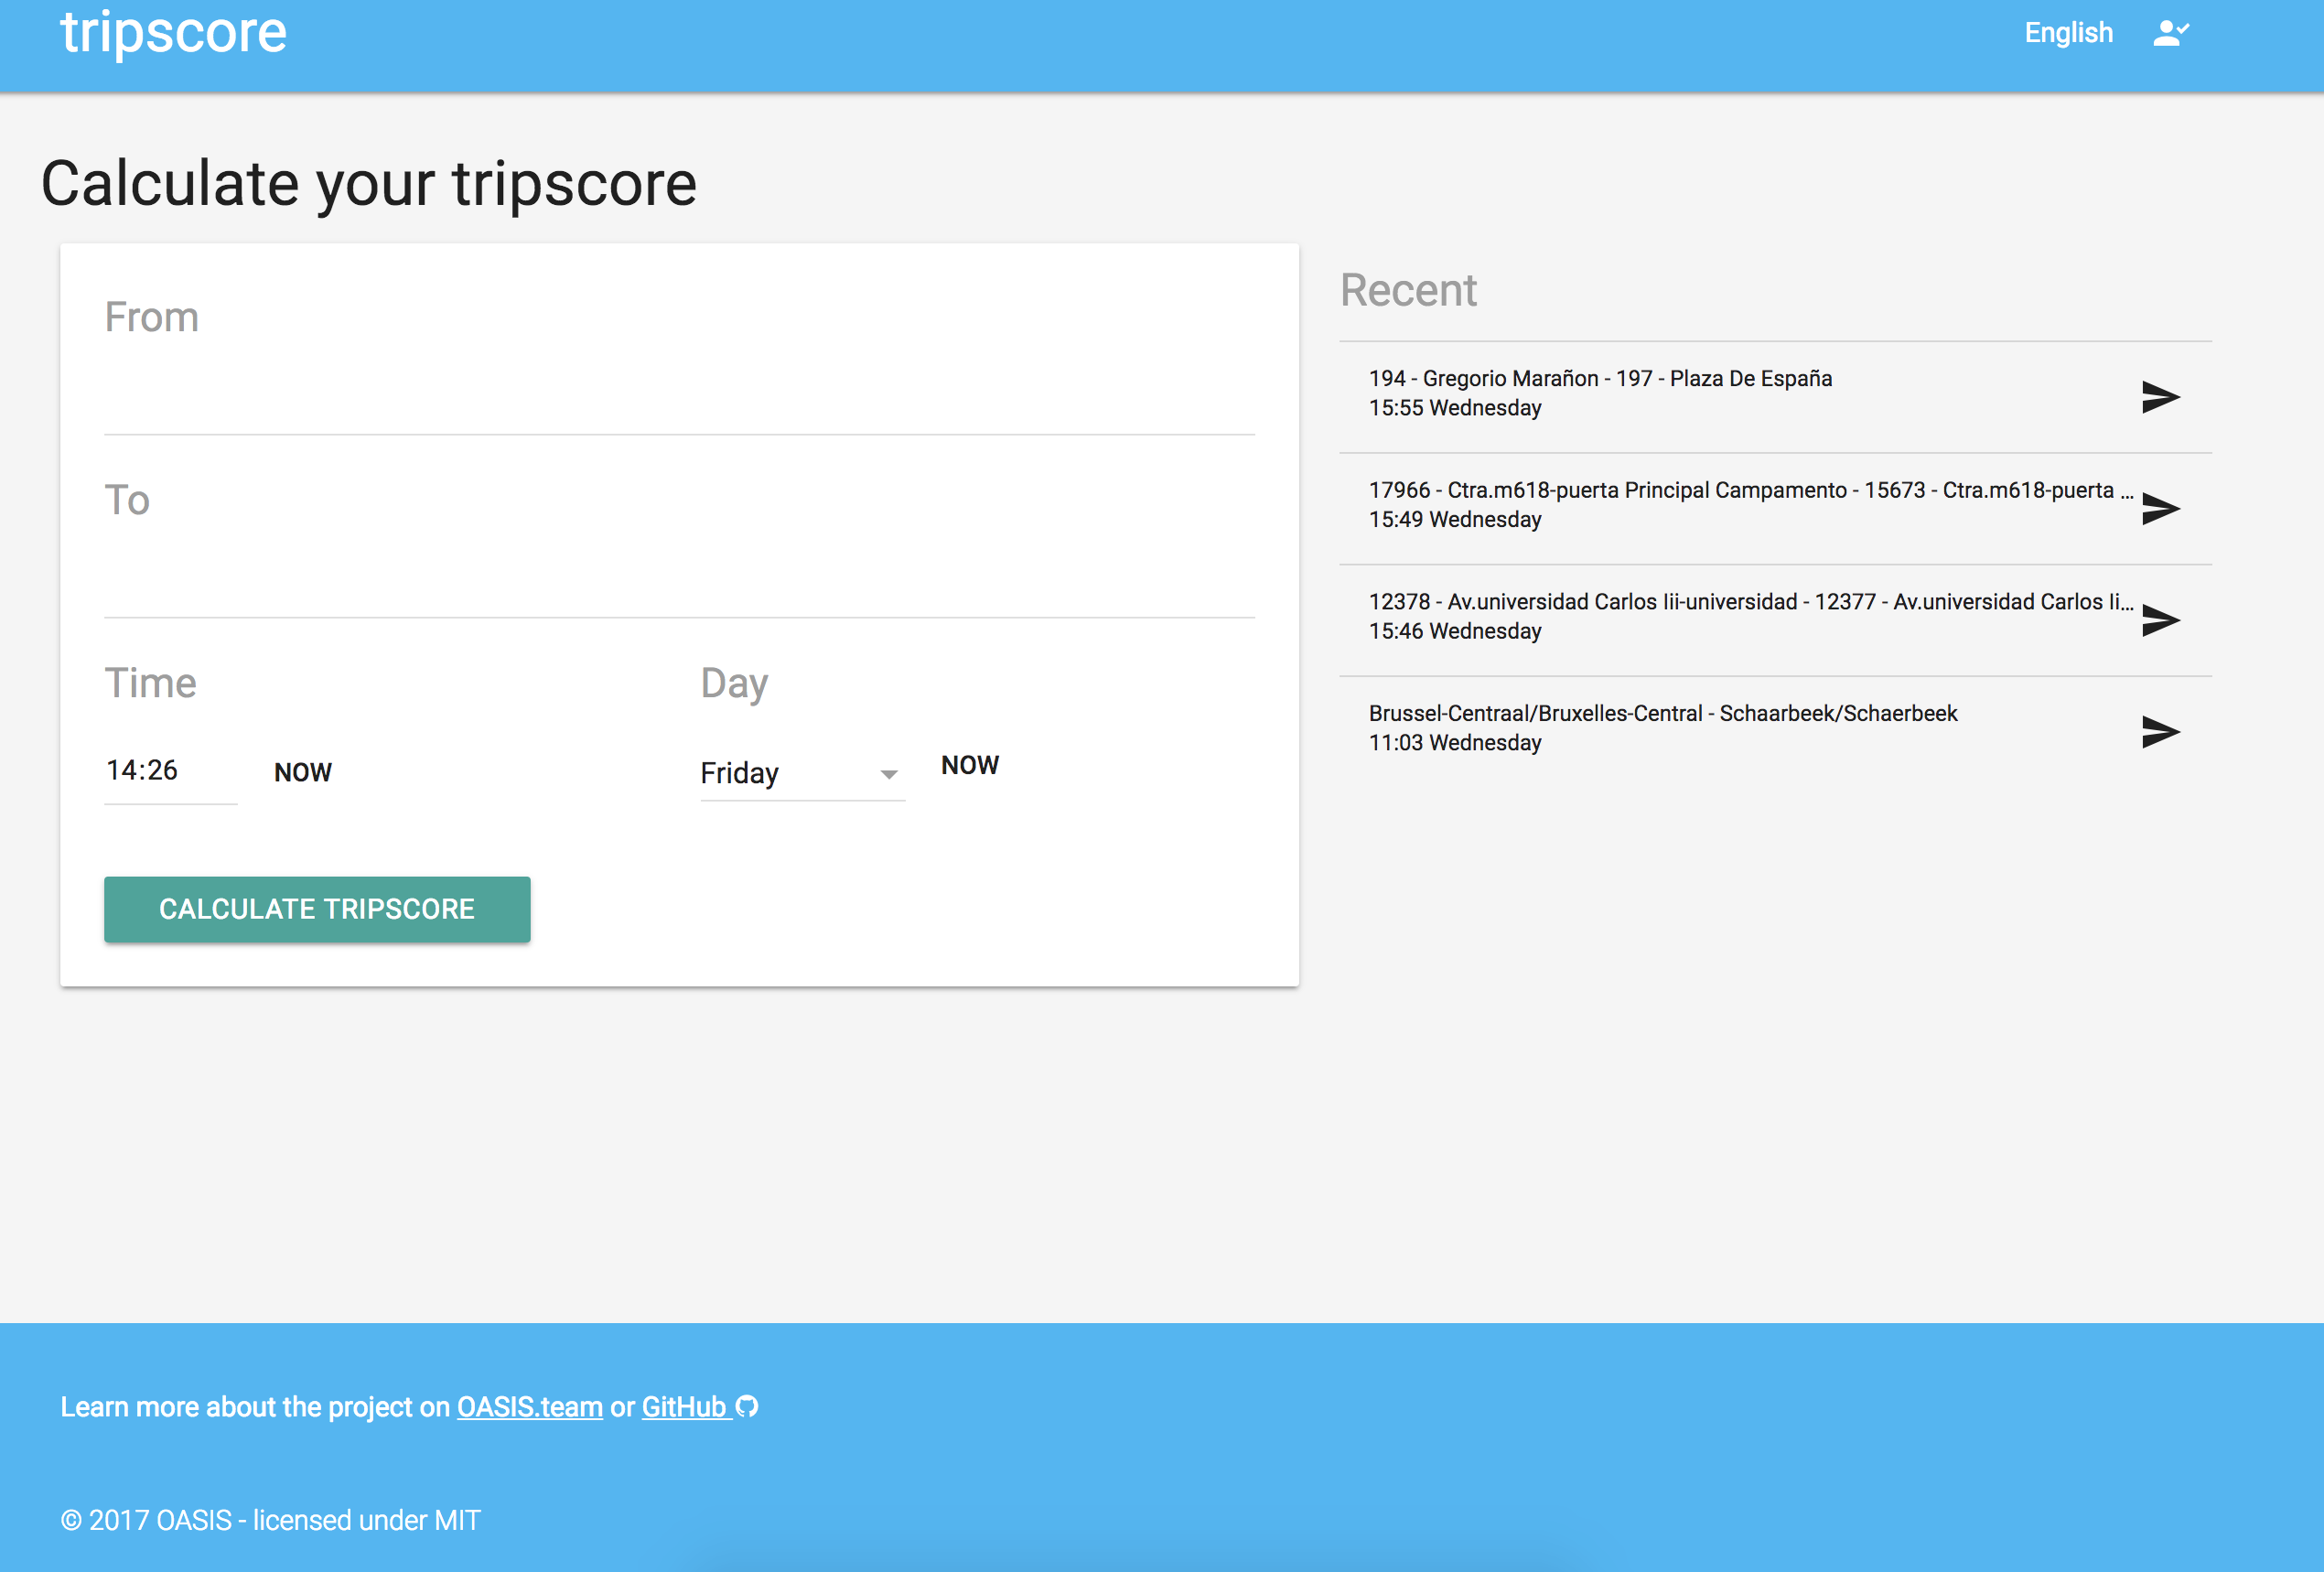 tripscore
English
Calculate your tripscore
From
To
Time
Day
14:26
NOW
Friday
NOW
CALCULATE TRIPSCORE
Recent
194 - Gregorio Marañon - 197 - Plaza De España
15:55 Wednesday
17966 - Ctra.m618-puerta Principal Campamento - 15673 - Ctra.m618-puerta ...
15:49 Wednesday
12378 - Av.universidad Carlos Iii-universidad - 12377 - Av.universidad Carlos Ii...
15:46 Wednesday
Brussel-Centraal/Bruxelles-Central - Schaarbeek/Schaerbeek
11:03 Wednesday
Learn more about the project on OASIS.team or GitHub
© 2017 OASIS - licensed under MIT